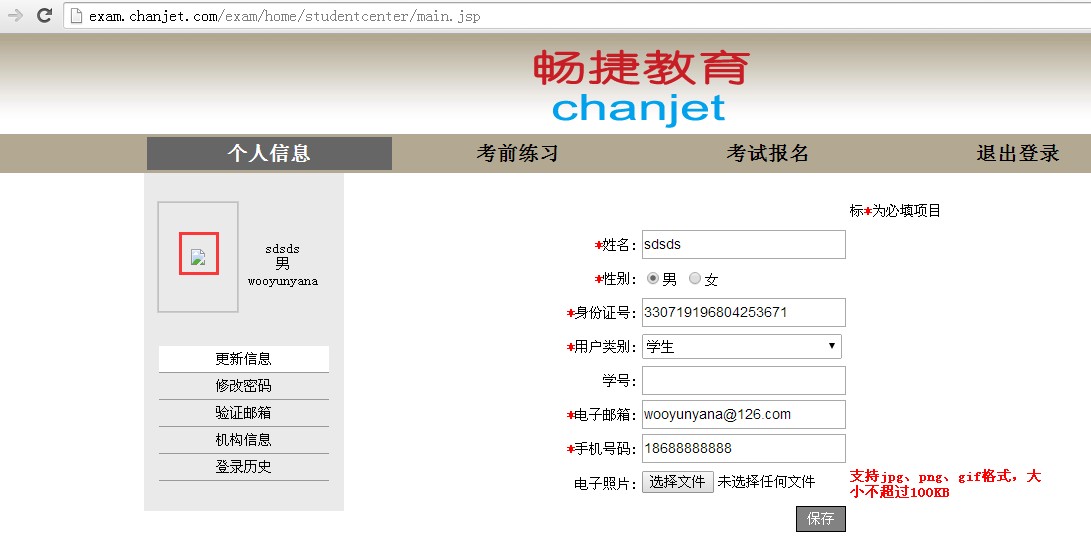 exam.chanjet.com/exam/home/studentcenter/main.jsp
畅捷教育
chanjet
个人信息 考前练习 考试报名 退出登录
标*为必填项目
sdsds
男
wooyunyana
更新信息
修改密码
验证邮箱
机构信息
登录历史
*姓名: sdsds
*性别: 男 女
*身份证号: 330719196804253671
*用户类别: 学生
学号:
*电子邮箱: wooyunyana@126.com
*手机号码: 18688888888
电子照片: 选择文件 未选择任何文件
支持jpg、png、gif格式，大
小不超过100KB
保存